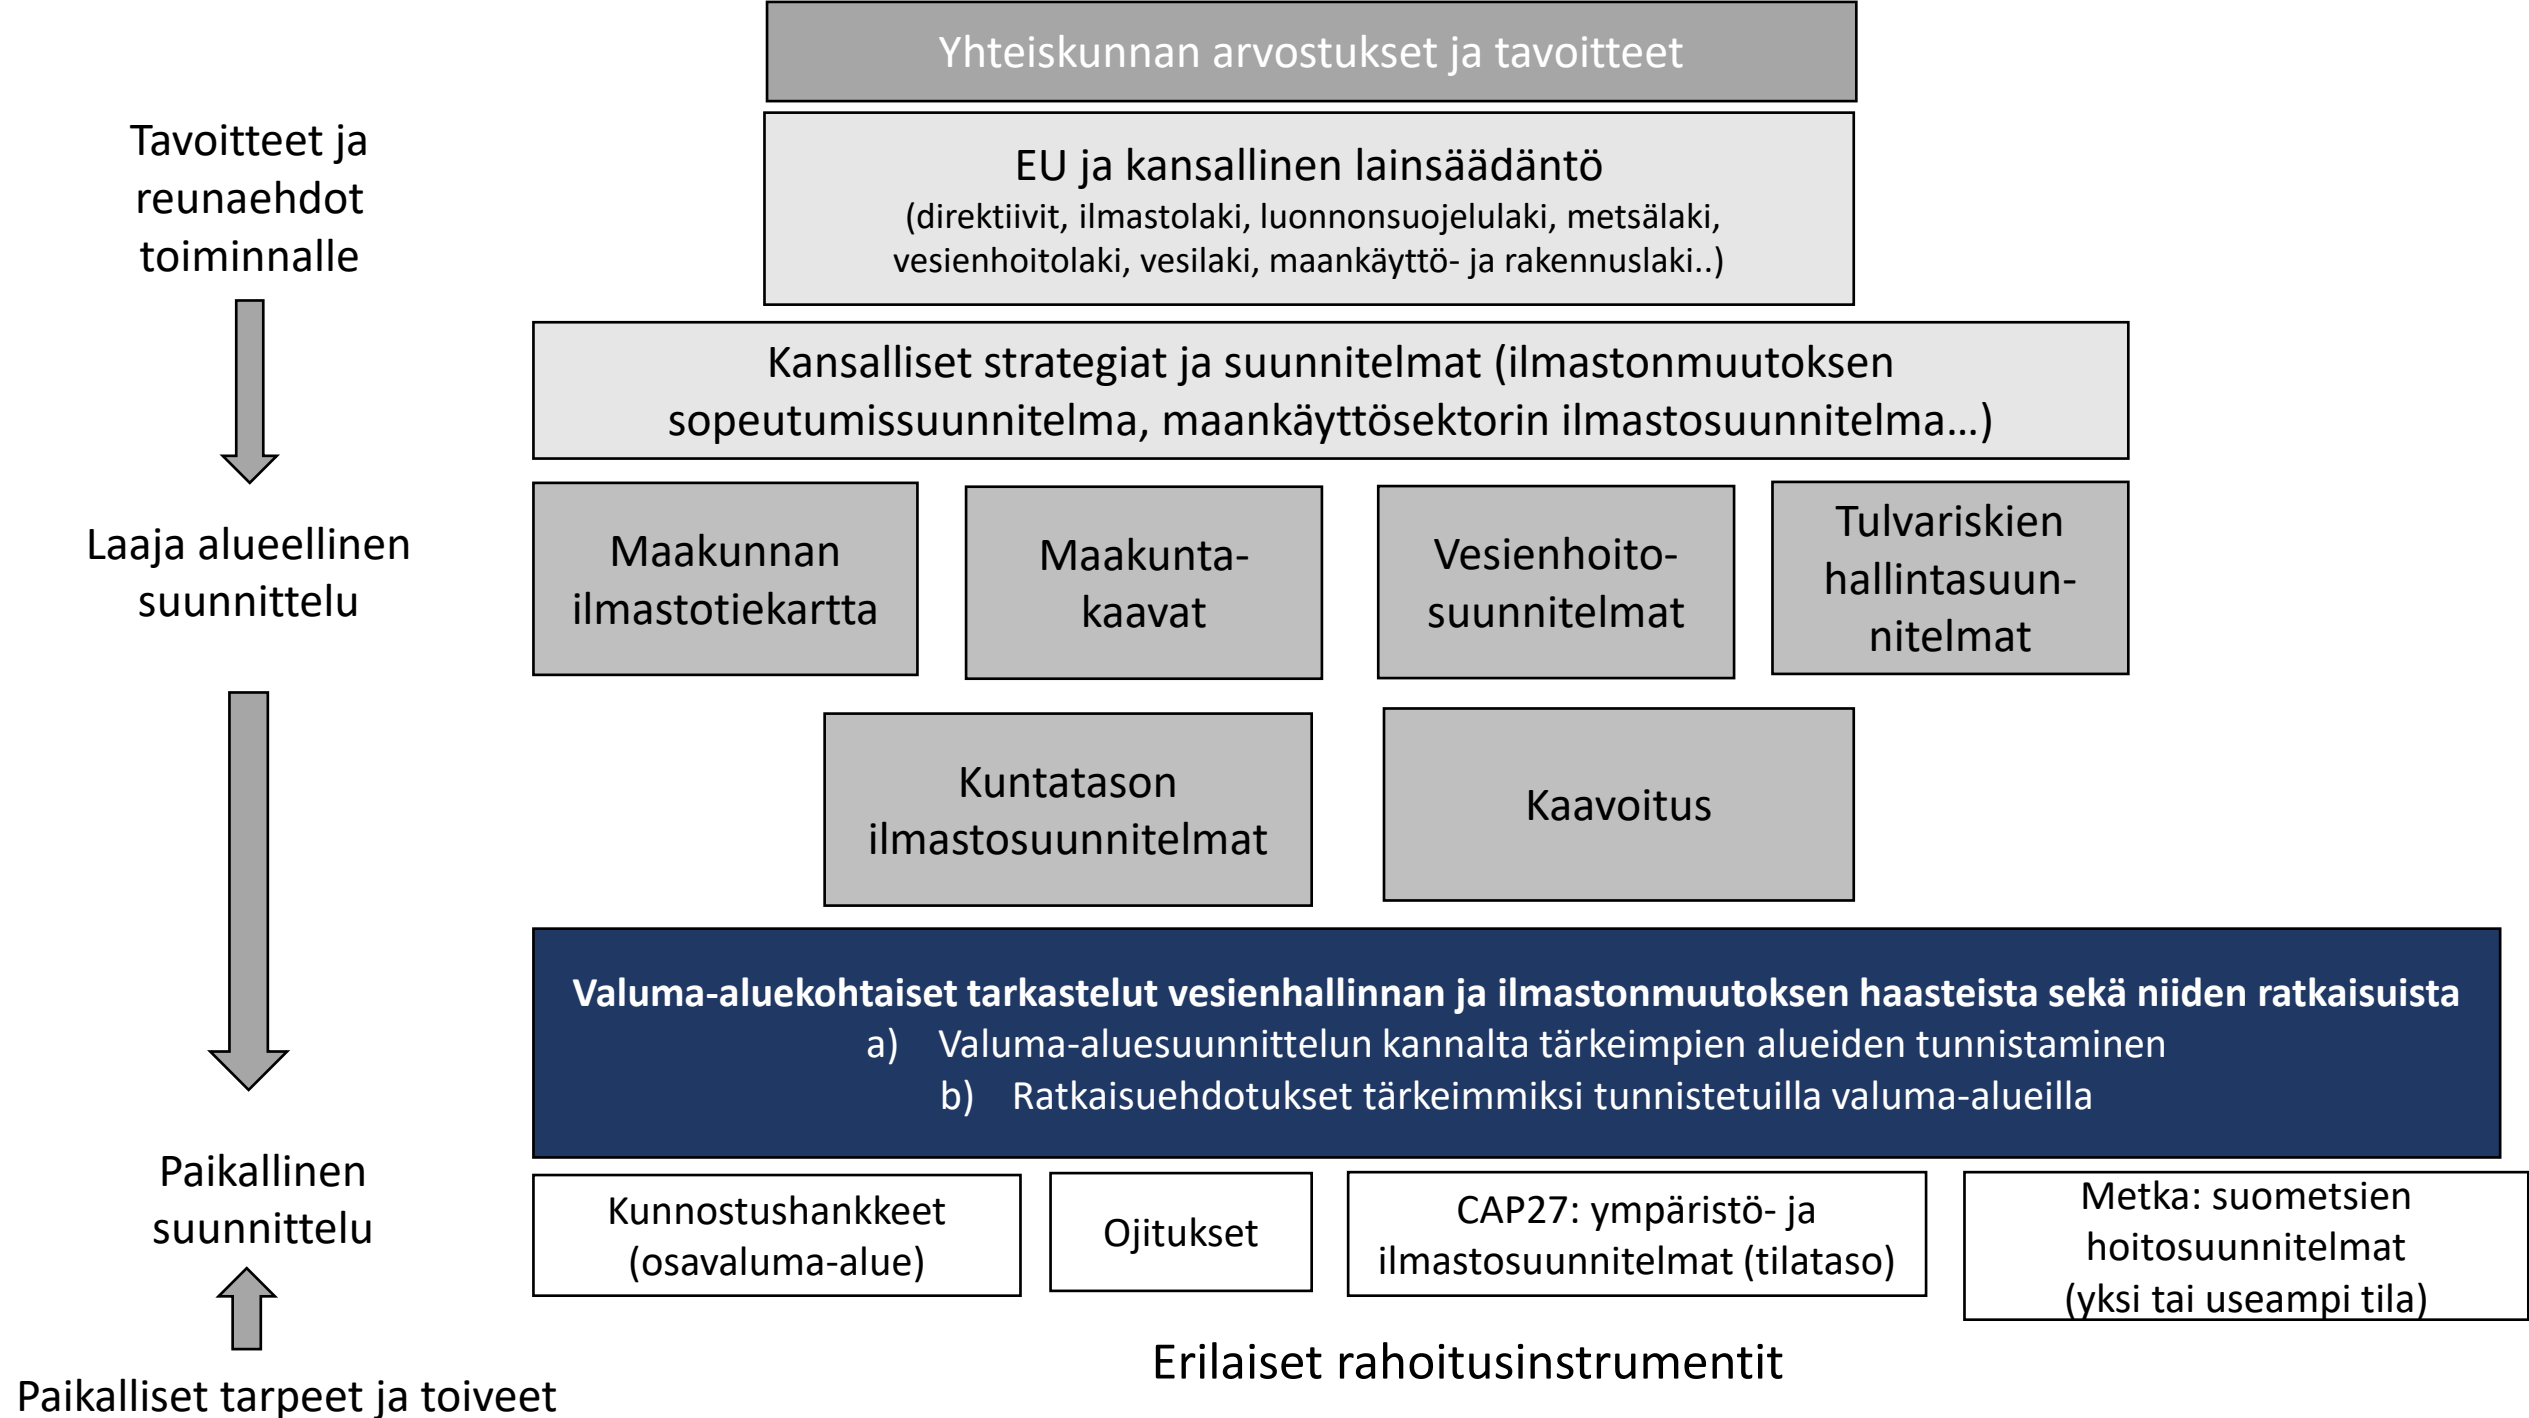 Yhteiskunnan arvostukset ja tavoitteet
Tavoitteet ja
reunaehdot
toiminnalle
EU ja kansallinen lainsäädäntö
(direktiivit, ilmastolaki, luonnonsuojelulaki, metsälaki,
vesienhoitolaki, vesilaki, maankäyttö- ja rakennuslaki..)
Kansalliset strategiat ja suunnitelmat (ilmastonmuutoksen
sopeutumissuunnitelma, maankäyttösektorin ilmastosuunnitelma…)
Laaja alueellinen
suunnittelu
Maakunnan
ilmastotiekartta
Maakunta-
kaavat
Vesienhoito-
suunnitelmat
Tulvariskien
hallintasuun-
nitelmat
Kuntatason
ilmastosuunnitelmat
Kaavoitus
Valuma-aluekohtaiset tarkastelut vesienhallinnan ja ilmastonmuutoksen haasteista sekä niiden ratkaisuista
a) Valuma-aluesuunnittelun kannalta tärkeimpien alueiden tunnistaminen
b) Ratkaisuehdotukset tärkeimmiksi tunnistetuilla valuma-alueilla
Paikallinen
suunnittelu
Kunnostushankkeet
(osavaluma-alue)
Ojitukset
CAP27: ympäristö- ja
ilmastosuunnitelmat (tilataso)
Metka: suometsien
hoitosuunnitelmat
(yksi tai useampi tila)
Erilaiset rahoitusinstrumentit
Paikalliset tarpeet ja toiveet